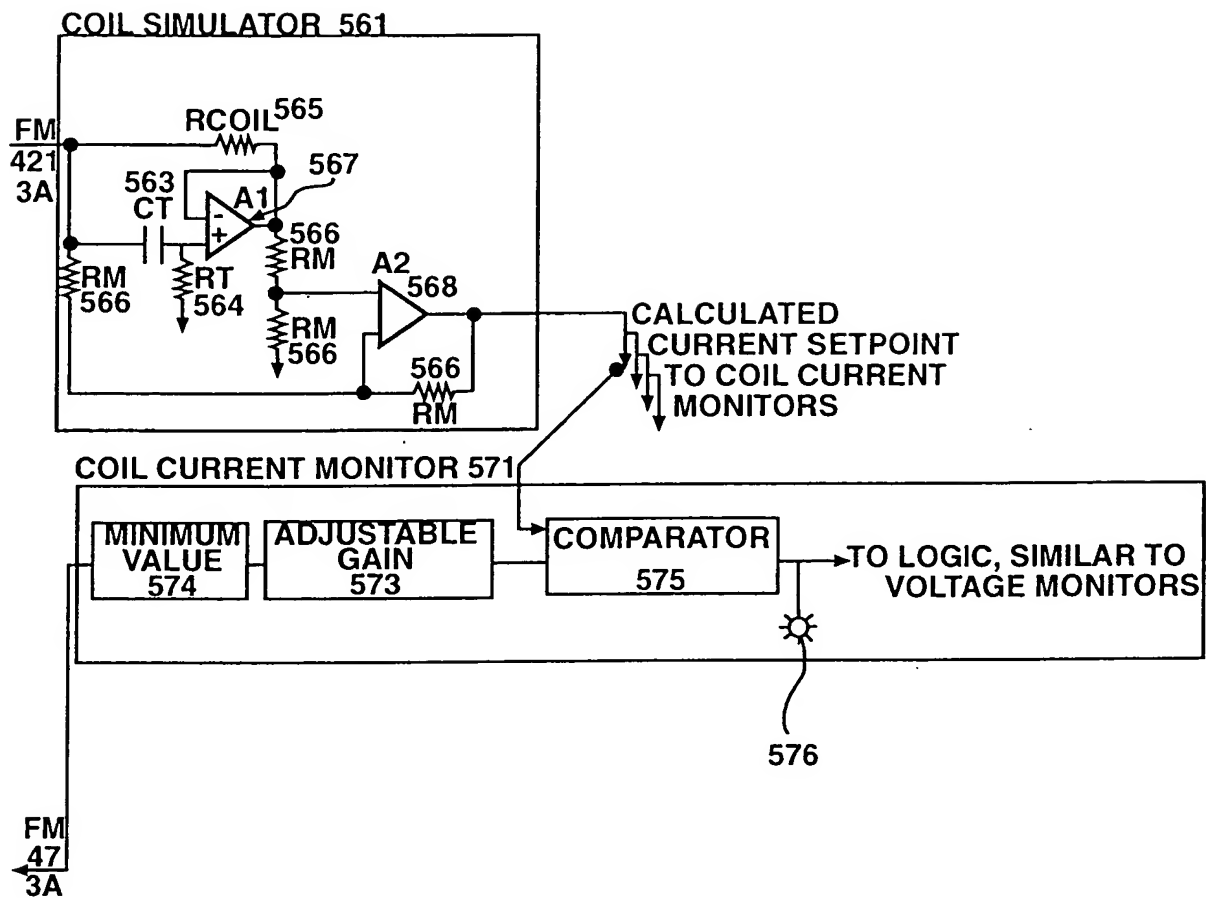 COIL SIMULATOR 561
RCOIL 565
FM
421
3A
563
CT
A1
567
RM
566
RT
564
566
RM
RM
566
A2
568
566
RM
CALCULATED
CURRENT SETPOINT
TO COIL CURRENT
MONITORS
COIL CURRENT MONITOR 571
MINIMUM
VALUE
574
ADJUSTABLE
GAIN
573
COMPARATOR
575
TO LOGIC, SIMILAR TO
VOLTAGE MONITORS
576
FM
47
3A